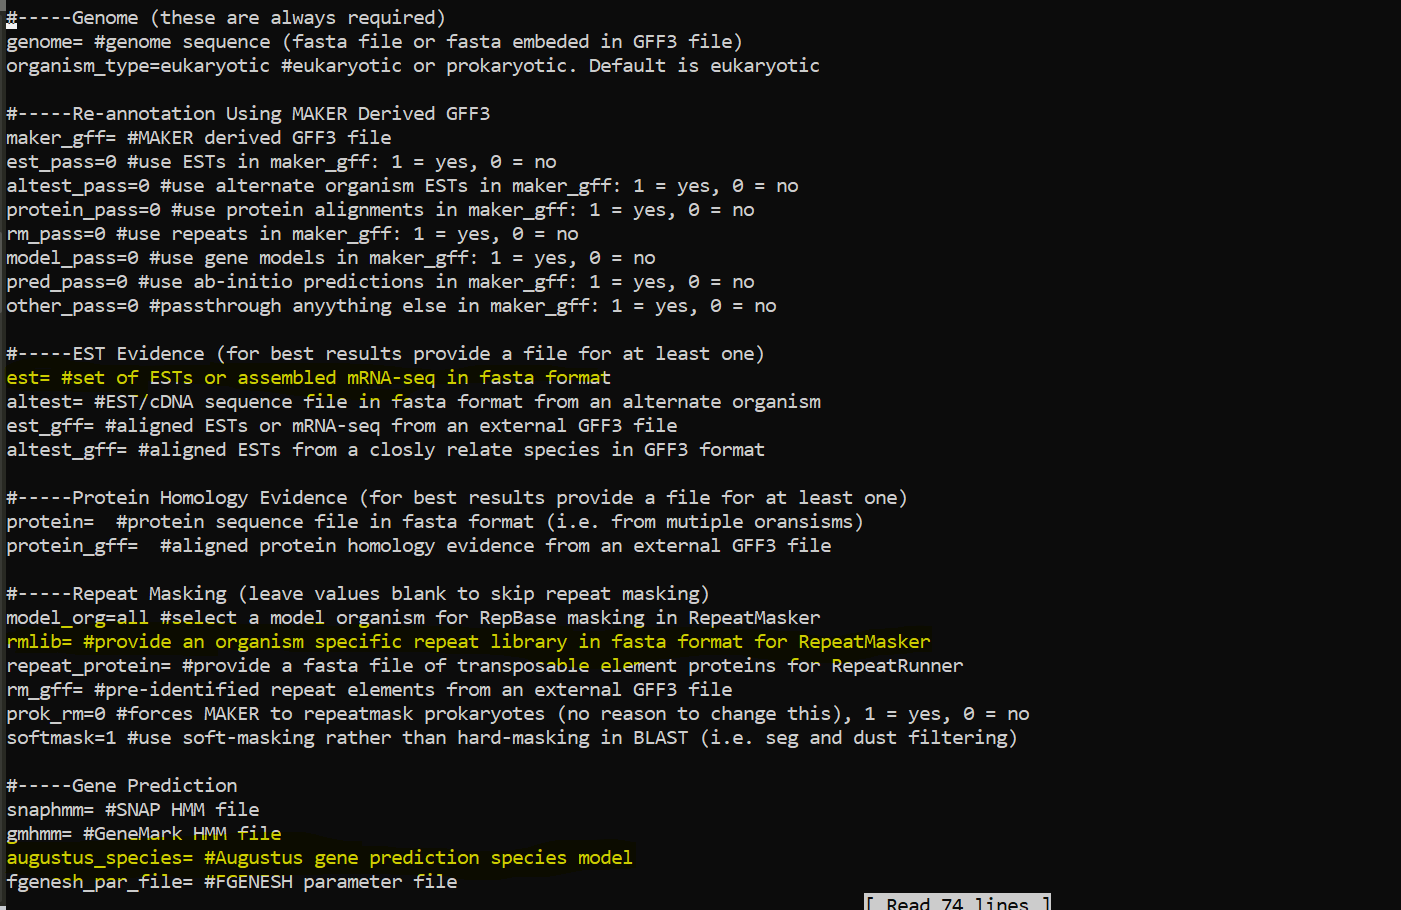 #-----Genome (these are always required)
genome= #genome sequence (fasta file or fasta embeded in GFF3 file)
organism_type=eukaryotic #eukaryotic or prokaryotic. Default is eukaryotic
#-----Re-annotation Using MAKER Derived GFF3
maker_gff= #MAKER derived GFF3 file
est_pass=0 #use ESTs in maker_gff: 1 = yes, 0 = no
altest_pass=0 #use alternate organism ESTs in maker_gff: 1 = yes, 0 = no
protein_pass=0 #use protein alignments in maker_gff: 1 = yes, 0 = no
rm_pass=0 #use repeats in maker_gff: 1 = yes, 0 = no
model_pass=0 #use gene models in maker_gff: 1 = yes, 0 = no
pred_pass=0 #use ab-initio predictions in maker_gff: 1 = yes, 0 = no
other_pass=0 #passthrough anyything else in maker_gff: 1 = yes, 0 = no
#-----EST Evidence (for best results provide a file for at least one)
est= #set of ESTs or assembled mRNA-seq in fasta format
altest= #EST/cDNA sequence file in fasta format from an alternate organism
est_gff= #aligned ESTs or mRNA-seq from an external GFF3 file
altest_gff= #aligned ESTs from a closly relate species in GFF3 format
#-----Protein Homology Evidence (for best results provide a file for at least one)
protein=  #protein sequence file in fasta format (i.e. from mutiple oransisms)
protein_gff=  #aligned protein homology evidence from an external GFF3 file
#-----Repeat Masking (leave values blank to skip repeat masking)
model_org=all #select a model organism for RepBase masking in RepeatMasker
rmlib= #provide an organism specific repeat library in fasta format for RepeatMasker
repeat_protein= #provide a fasta file of transposable element proteins for RepeatRunner
rm_gff= #pre-identified repeat elements from an external GFF3 file
prok_rm=0 #forces MAKER to repeatmask prokaryotes (no reason to change this), 1 = yes, 0 = no
softmask=1 #use soft-masking rather than hard-masking in BLAST (i.e. seg and dust filtering)
#-----Gene Prediction
snaphmm= #SNAP HMM file
gmhmm= #GeneMark HMM file
augustus_species= #Augustus gene prediction species model
fgenesh_par_file= #FGENESH parameter file
[ Read 74 lines ]